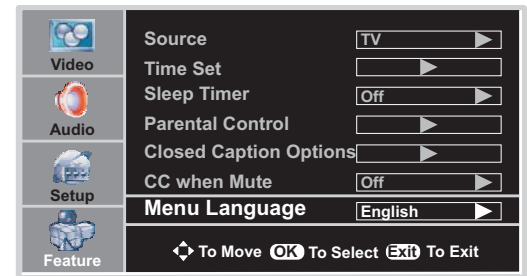 Video
Audio
Setup
Feature
Source TV
Time Set
Sleep Timer Off
Parental Control
Closed Caption Options
CC when Mute Off
Menu Language English
To Move OK To Select Exit To Exit